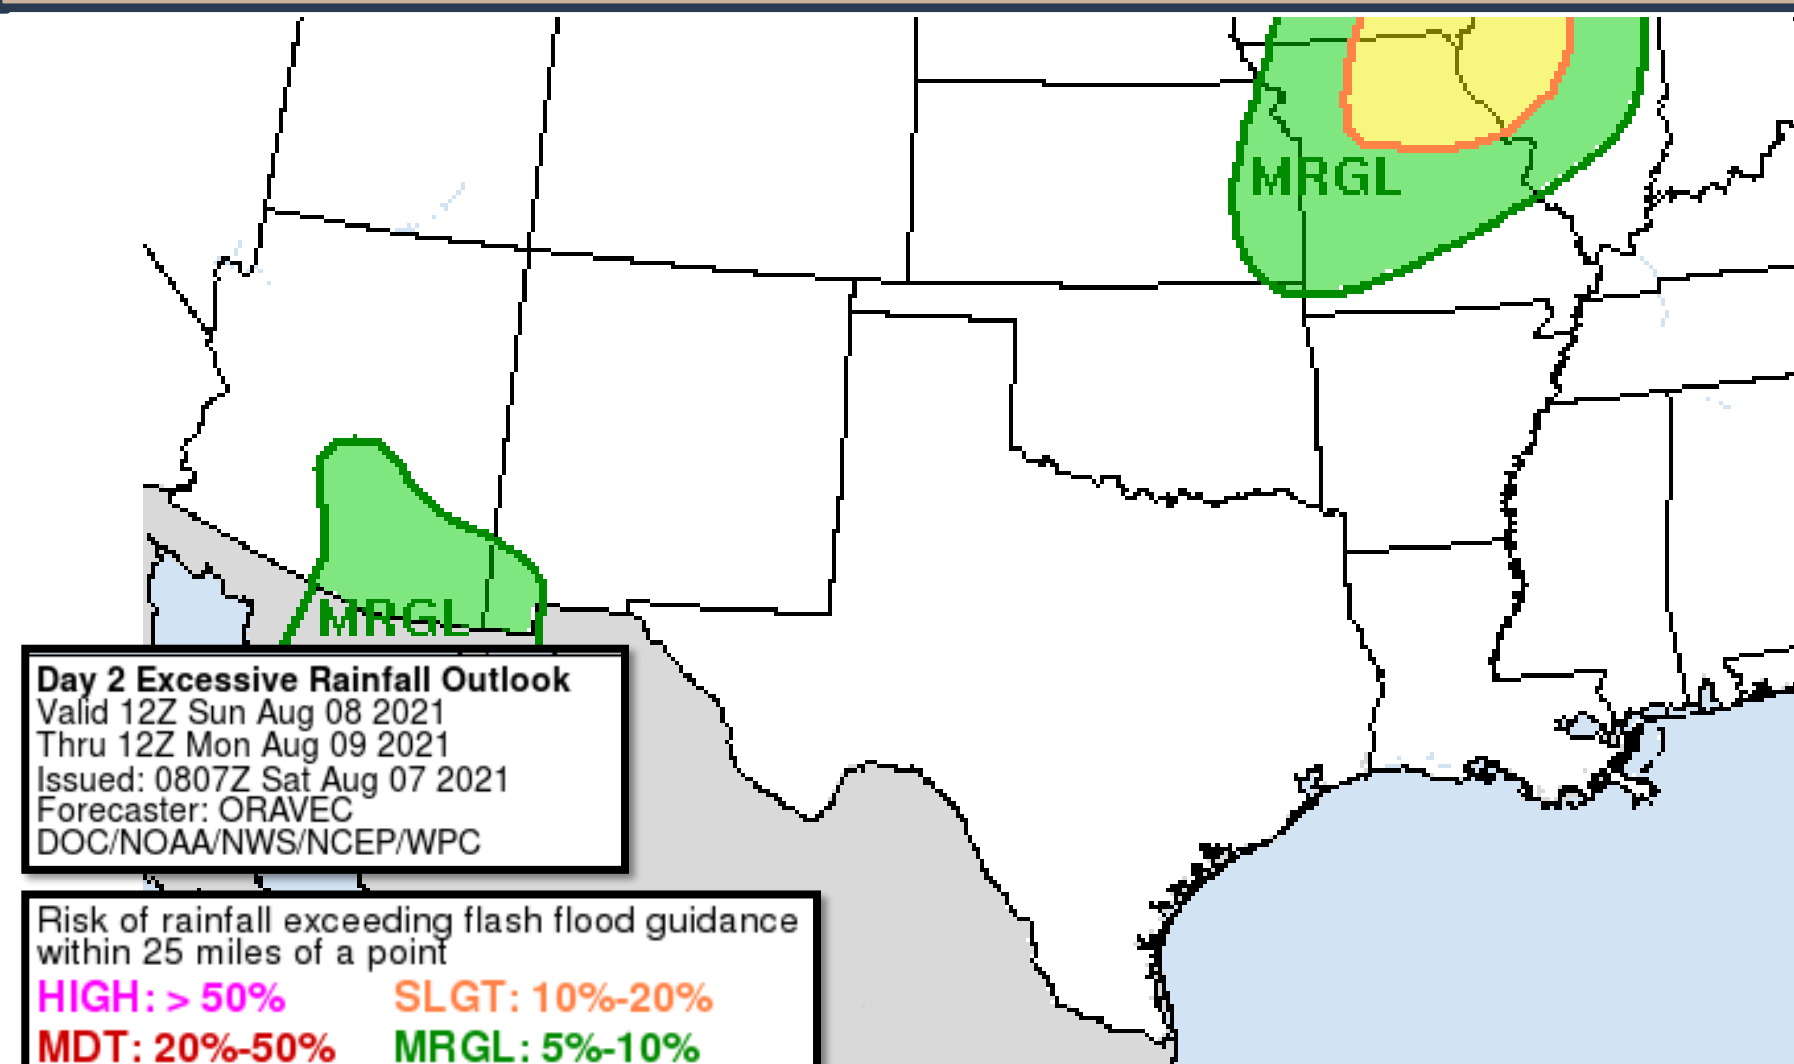 MRGL
MRGL
Day 2 Excessive Rainfall Outlook
Valid 12Z Sun Aug 08 2021
Thru 12Z Mon Aug 09 2021
Issued: 0807Z Sat Aug 07 2021
Forecaster: ORAVEC
DOC/NOAA/NWS/NCEP/WPC
Risk of rainfall exceeding flash flood guidance
within 25 miles of a point
HIGH: > 50% SLGT: 10%-20%
MDT: 20%-50% MRGL: 5%-10%